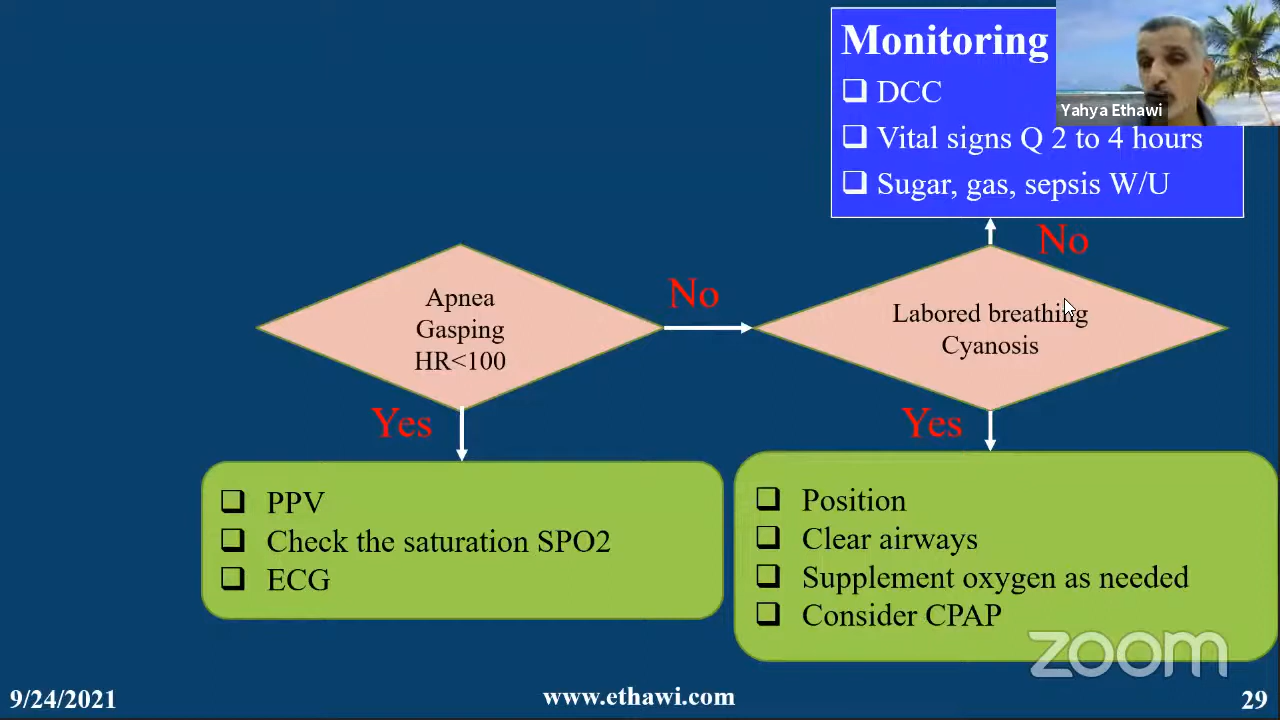 Monitoring
❑ DCC
❑ Vital signs Q 2 to 4 hours
❑ Sugar, gas, sepsis W/U
Yahya Ethawi
No
Apnea
Gasping
HR<100
No
Labored breathing
Cyanosis
Yes
Yes
❑ PPV
❑ Check the saturation SPO2
❑ ECG
❑ Position
❑ Clear airways
❑ Supplement oxygen as needed
❑ Consider CPAP
zoom
9/24/2021
www.ethawi.com
29